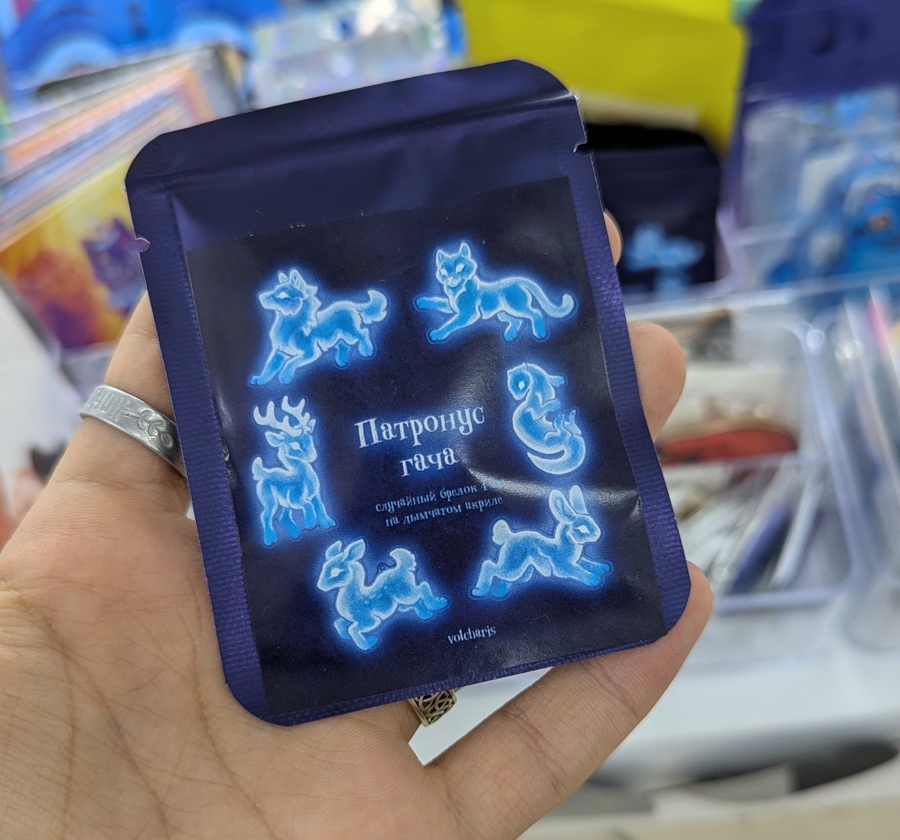 Патронус
гача
случайный брелок
на дымчатом акриле
volcharis